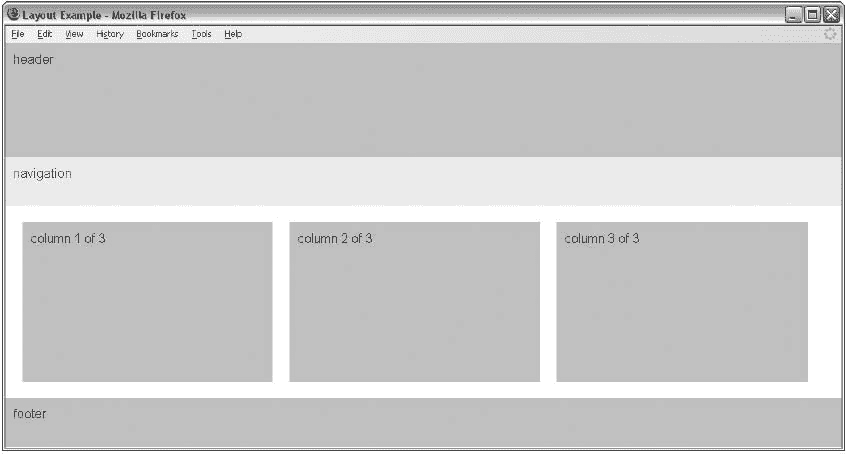 Layout Example - Mozilla Firefox
File Edit View History Bookmarks Tools Help
header
navigation
column 1 of 3 column 2 of 3 column 3 of 3
footer